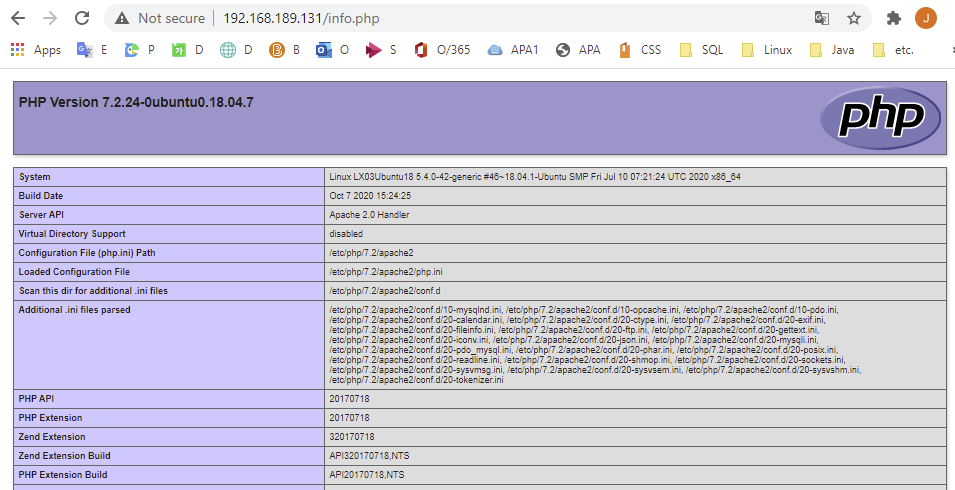 Not secure | 192.168.189.131/info.php
J
Apps E P D D B O S O/365 APA1 APA CSS SQL Linux Java etc.
PHP Version 7.2.24-0ubuntu0.18.04.7
php
System Linux LX03Ubuntu18 5.4.0-42-generic #46~18.04.1-Ubuntu SMP Fri Jul 10 07:21:24 UTC 2020 x86_64
Build Date Oct 7 2020 15:24:25
Server API Apache 2.0 Handler
Virtual Directory Support disabled
Configuration File (php.ini) Path /etc/php/7.2/apache2
Loaded Configuration File /etc/php/7.2/apache2/php.ini
Scan this dir for additional .ini files /etc/php/7.2/apache2/conf.d
Additional .ini files parsed /etc/php/7.2/apache2/conf.d/10-mysqlnd.ini, /etc/php/7.2/apache2/conf.d/10-opcache.ini, /etc/php/7.2/apache2/conf.d/10-pdo.ini,
/etc/php/7.2/apache2/conf.d/20-calendar.ini, /etc/php/7.2/apache2/conf.d/20-ctype.ini, /etc/php/7.2/apache2/conf.d/20-exif.ini,
/etc/php/7.2/apache2/conf.d/20-fileinfo.ini, /etc/php/7.2/apache2/conf.d/20-ftp.ini, /etc/php/7.2/apache2/conf.d/20-gettext.ini,
/etc/php/7.2/apache2/conf.d/20-iconv.ini, /etc/php/7.2/apache2/conf.d/20-json.ini, /etc/php/7.2/apache2/conf.d/20-mysqli.ini,
/etc/php/7.2/apache2/conf.d/20-pdo_mysql.ini, /etc/php/7.2/apache2/conf.d/20-phar.ini, /etc/php/7.2/apache2/conf.d/20-posix.ini,
/etc/php/7.2/apache2/conf.d/20-readline.ini, /etc/php/7.2/apache2/conf.d/20-shmop.ini, /etc/php/7.2/apache2/conf.d/20-sockets.ini,
/etc/php/7.2/apache2/conf.d/20-sysvmsg.ini, /etc/php/7.2/apache2/conf.d/20-sysvsem.ini, /etc/php/7.2/apache2/conf.d/20-sysvshm.ini,
/etc/php/7.2/apache2/conf.d/20-tokenizer.ini
PHP API 20170718
PHP Extension 20170718
Zend Extension 320170718
Zend Extension Build API320170718,NTS
PHP Extension Build API20170718,NTS